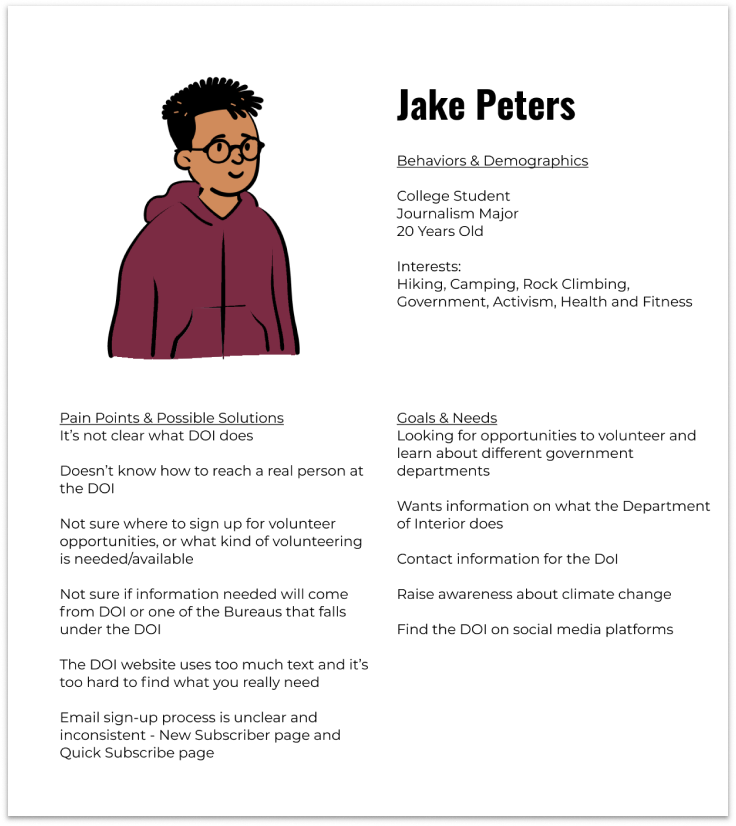 Jake Peters
Behaviors & Demographics
College Student
Journalism Major
20 Years Old
Interests:
Hiking, Camping, Rock Climbing,
Government, Activism, Health and Fitness
Pain Points & Possible Solutions
It’s not clear what DOI does
Doesn’t know how to reach a real person at
the DOI
Not sure where to sign up for volunteer
opportunities, or what kind of volunteering
is needed/available
Not sure if information needed will come
from DOI or one of the Bureaus that falls
under the DOI
The DOI website uses too much text and it’s
too hard to find what you really need
Email sign-up process is unclear and
inconsistent - New Subscriber page and
Quick Subscribe page
Goals & Needs
Looking for opportunities to volunteer and
learn about different government
departments
Wants information on what the Department
of Interior does
Contact information for the DoI
Raise awareness about climate change
Find the DOI on social media platforms